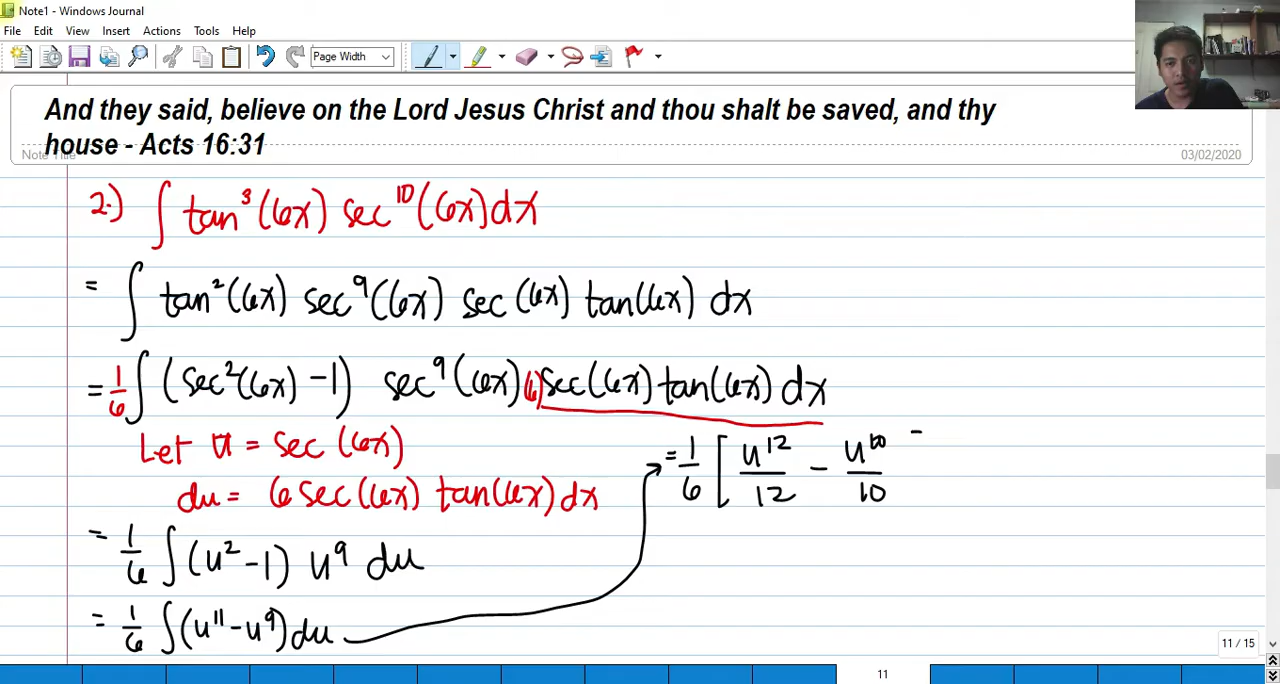 Note1 - Windows Journal
File Edit View Insert Actions Tools Help
Page Width
And they said, believe on the Lord Jesus Christ and thou shalt be saved, and thy
house - Acts 16:31
Note Title
03/02/2020
2.) ∫ tan³(6x) sec¹⁰(6x)dx
= ∫ tan²(6x) sec⁹(6x) sec(6x) tan(6x) dx
= 1/6 ∫ (sec²(6x) - 1) sec⁹(6x) (6) sec(6x) tan(6x) dx
Let u = sec(6x)
du = 6 sec(6x) tan(6x) dx
= 1/6 ∫ (u² - 1) u⁹ du
= 1/6 ∫ (u¹¹ - u⁹) du
= 1/6 [ u¹²/12 - u¹⁰/10
11 / 15
11